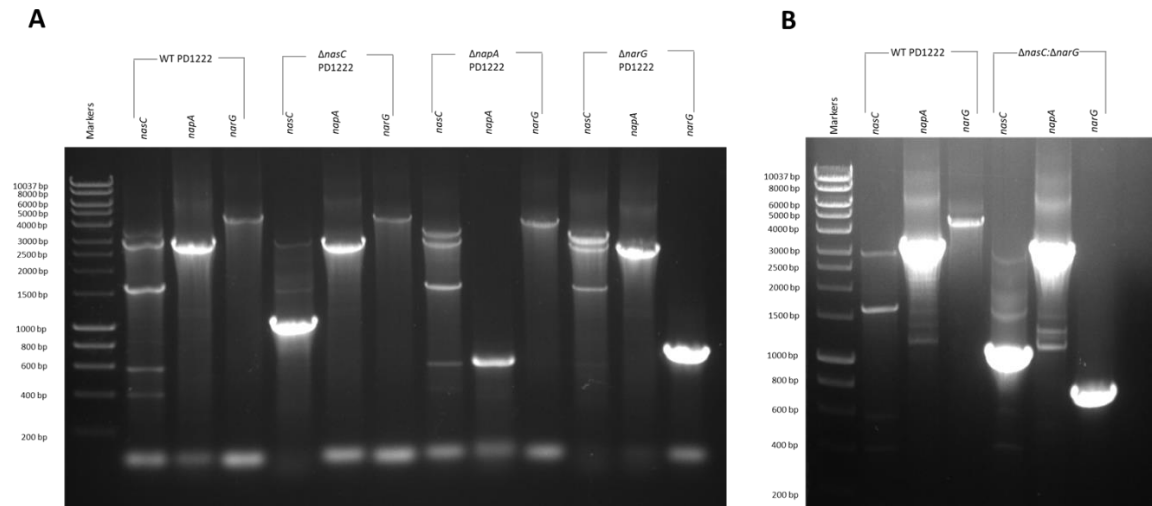 A
WT PD1222
ΔnasC
PD1222
ΔnapA
PD1222
ΔnarG
PD1222
Markers
nasC
napA
narG
nasC
napA
narG
nasC
napA
narG
nasC
napA
narG
10037 bp
8000 bp
6000 bp
5000 bp
4000 bp
3000 bp
2500 bp
2000 bp
1500 bp
1000 bp
800 bp
600 bp
400 bp
200 bp
B
WT PD1222
ΔnasC:ΔnarG
Markers
nasC
napA
narG
nasC
napA
narG
10037 bp
8000 bp
6000 bp
5000 bp
4000 bp
3000 bp
2500 bp
2000 bp
1500 bp
1000 bp
800 bp
600 bp
400 bp
200 bp